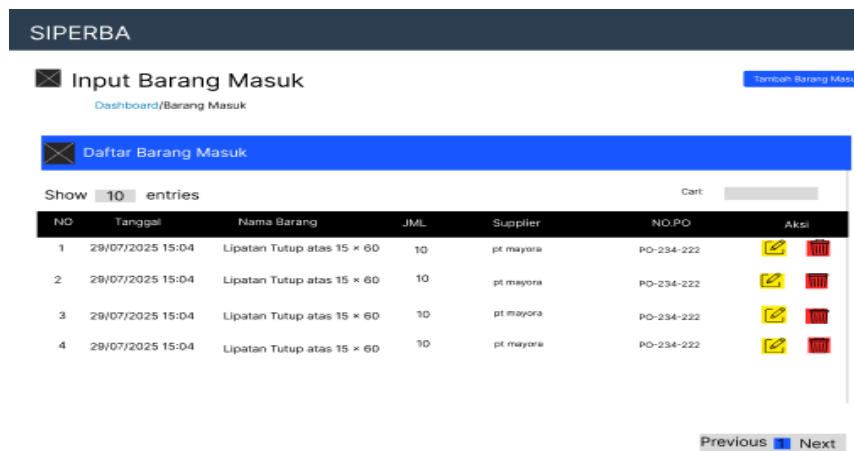 SIPERBA
Input Barang Masuk
Tambah Barang Masu
Dashboard/Barang Masuk
Daftar Barang Masuk
Show 10 entries
Cart:
NO Tanggal Nama Barang JML Supplier NO.PO Aksi
1 29/07/2025 15:04 Lipatan Tutup atas 15 × 60 10 pt mayora PO-234-222
2 29/07/2025 15:04 Lipatan Tutup atas 15 × 60 10 pt mayora PO-234-222
3 29/07/2025 15:04 Lipatan Tutup atas 15 × 60 10 pt mayora PO-234-222
4 29/07/2025 15:04 Lipatan Tutup atas 15 × 60 10 pt mayora PO-234-222
Previous 1 Next